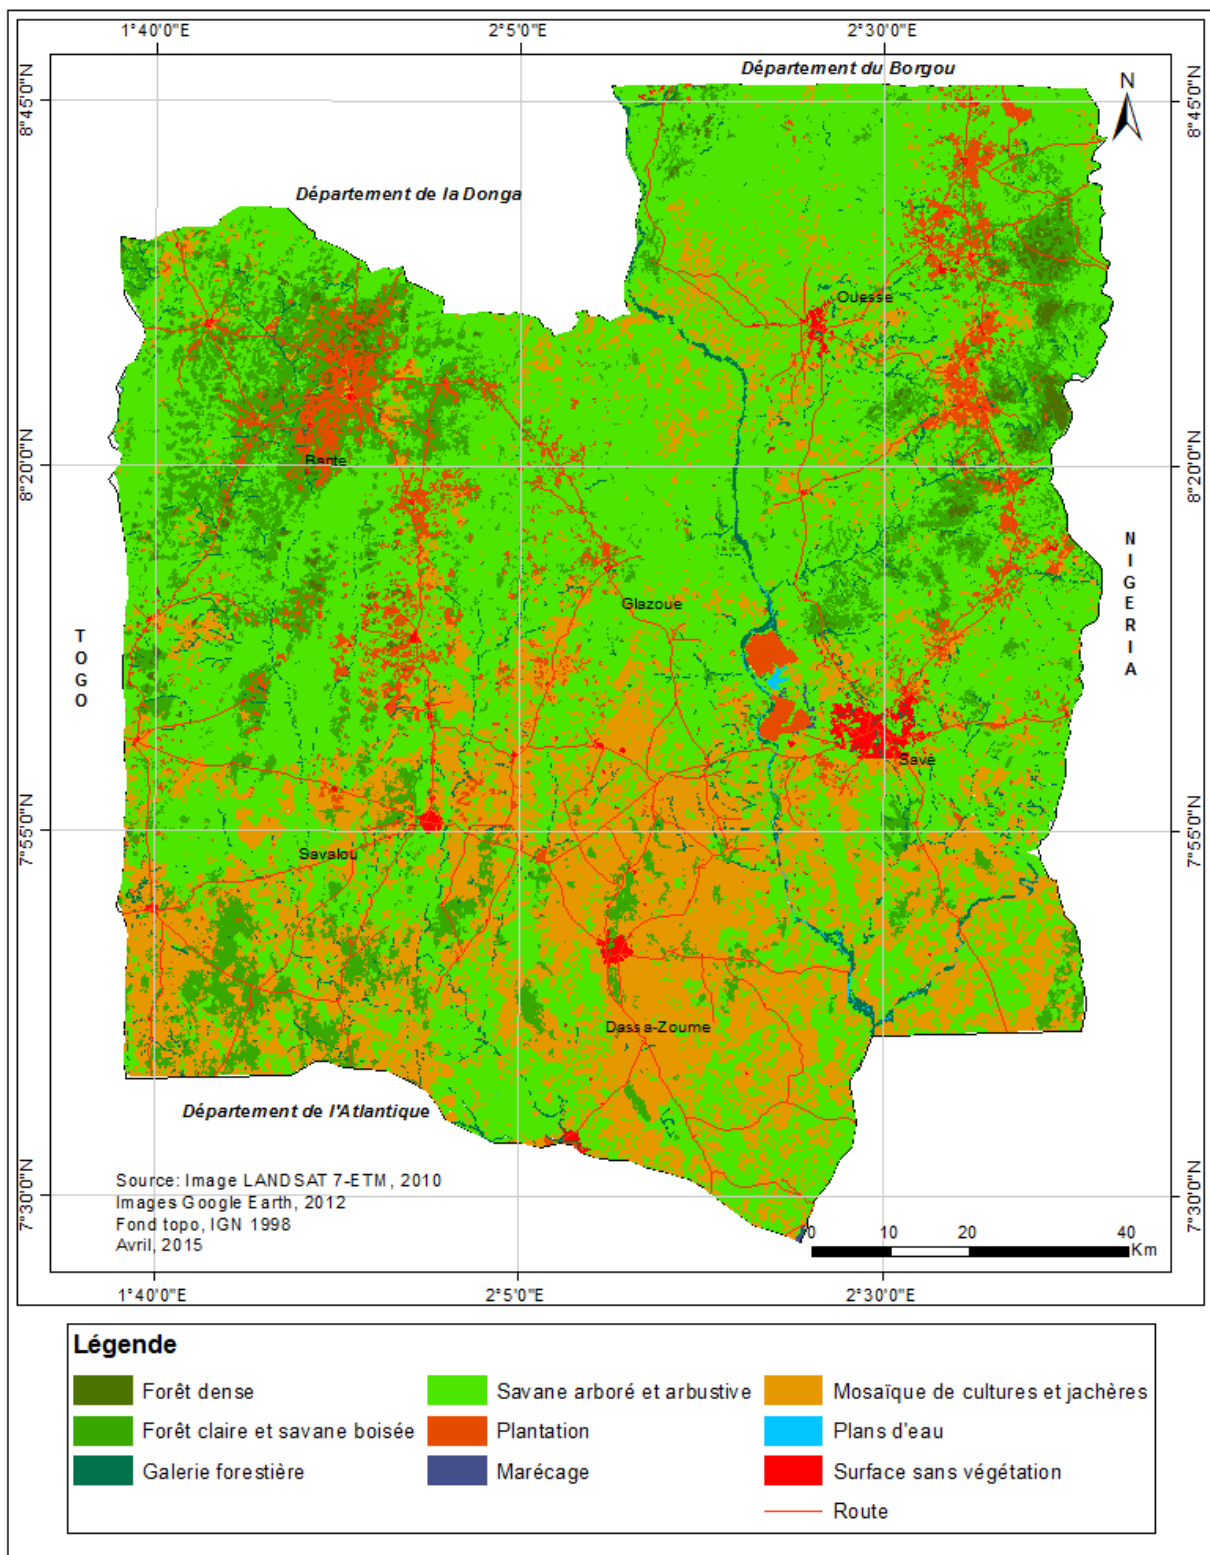 1°40'0"E 2°5'0"E 2°30'0"E
Département du Borgou
N
8°45'0"N 8°45'0"N
Département de la Donga
Ouesse
Bante
8°20'0"N 8°20'0"N
NIGERIA
Glazoue
TOGO
Save
7°55'0"N 7°55'0"N
Savalou
Dassa-Zoume
Département de l'Atlantique
Source: Image LANDSAT 7-ETM, 2010
Images Google Earth, 2012
Fond topo, IGN 1998
Avril, 2015
7°30'0"N 7°30'0"N
0 10 20 40
Km
1°40'0"E 2°5'0"E 2°30'0"E
Légende
Forêt dense
Forêt claire et savane boisée
Galerie forestière
Savane arboré et arbustive
Plantation
Marécage
Mosaïque de cultures et jachères
Plans d'eau
Surface sans végétation
Route